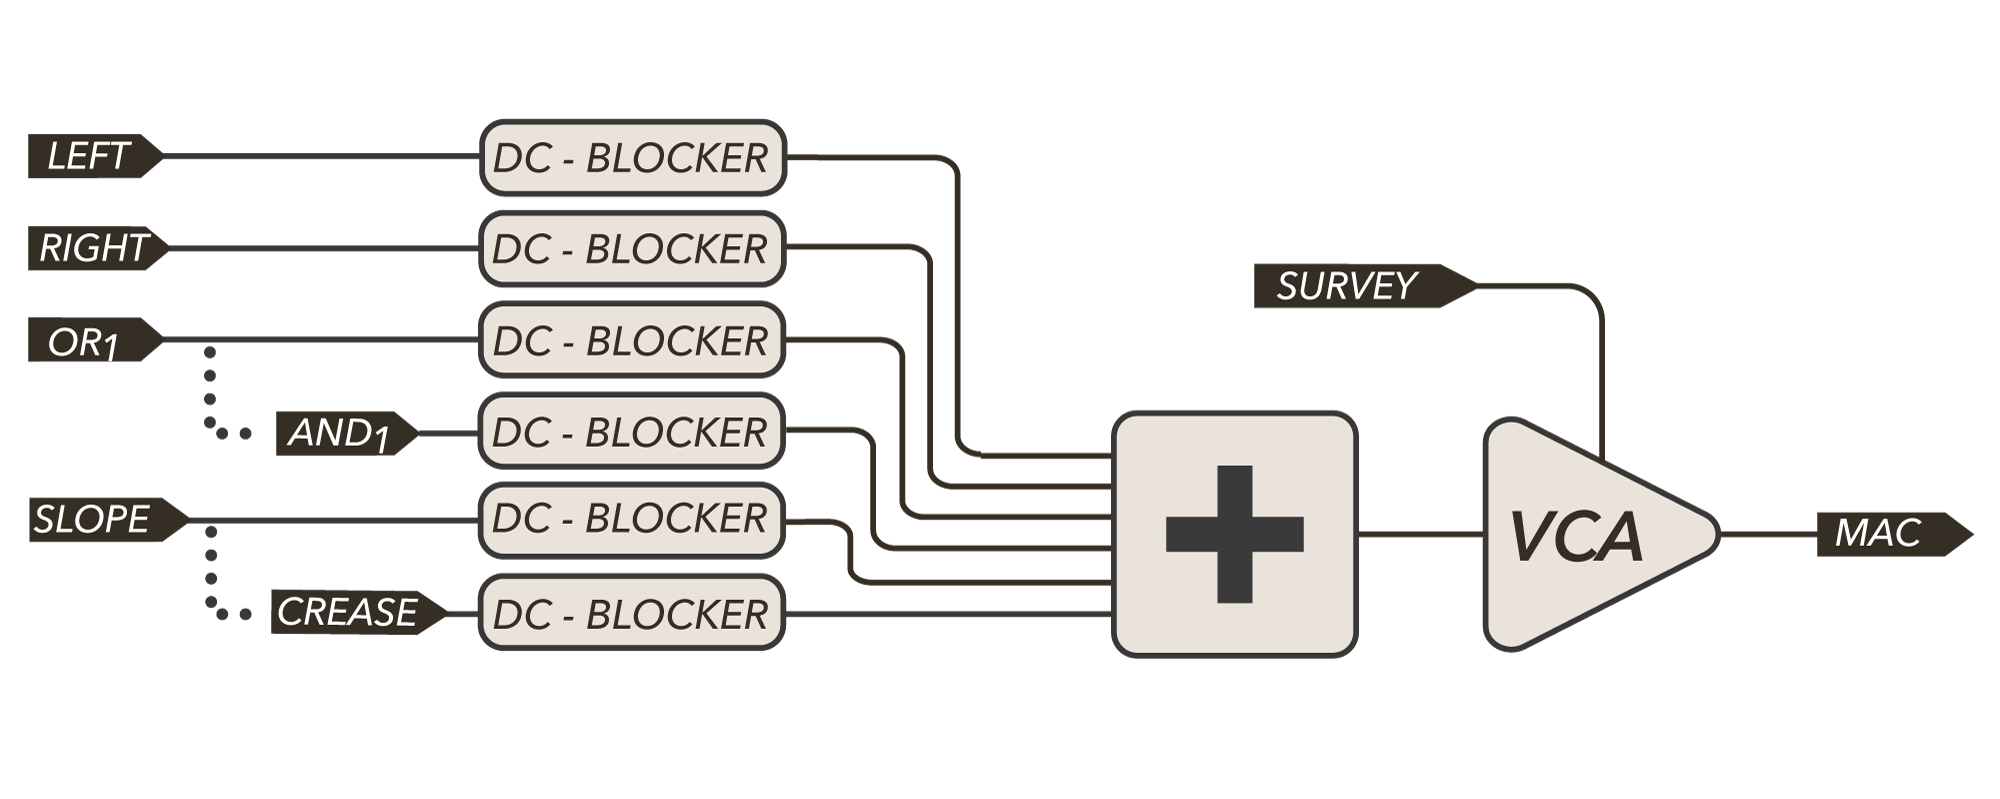 LEFT
DC - BLOCKER
RIGHT
DC - BLOCKER
OR1
DC - BLOCKER
AND1
DC - BLOCKER
SLOPE
DC - BLOCKER
CREASE
DC - BLOCKER
SURVEY
VCA
MAC